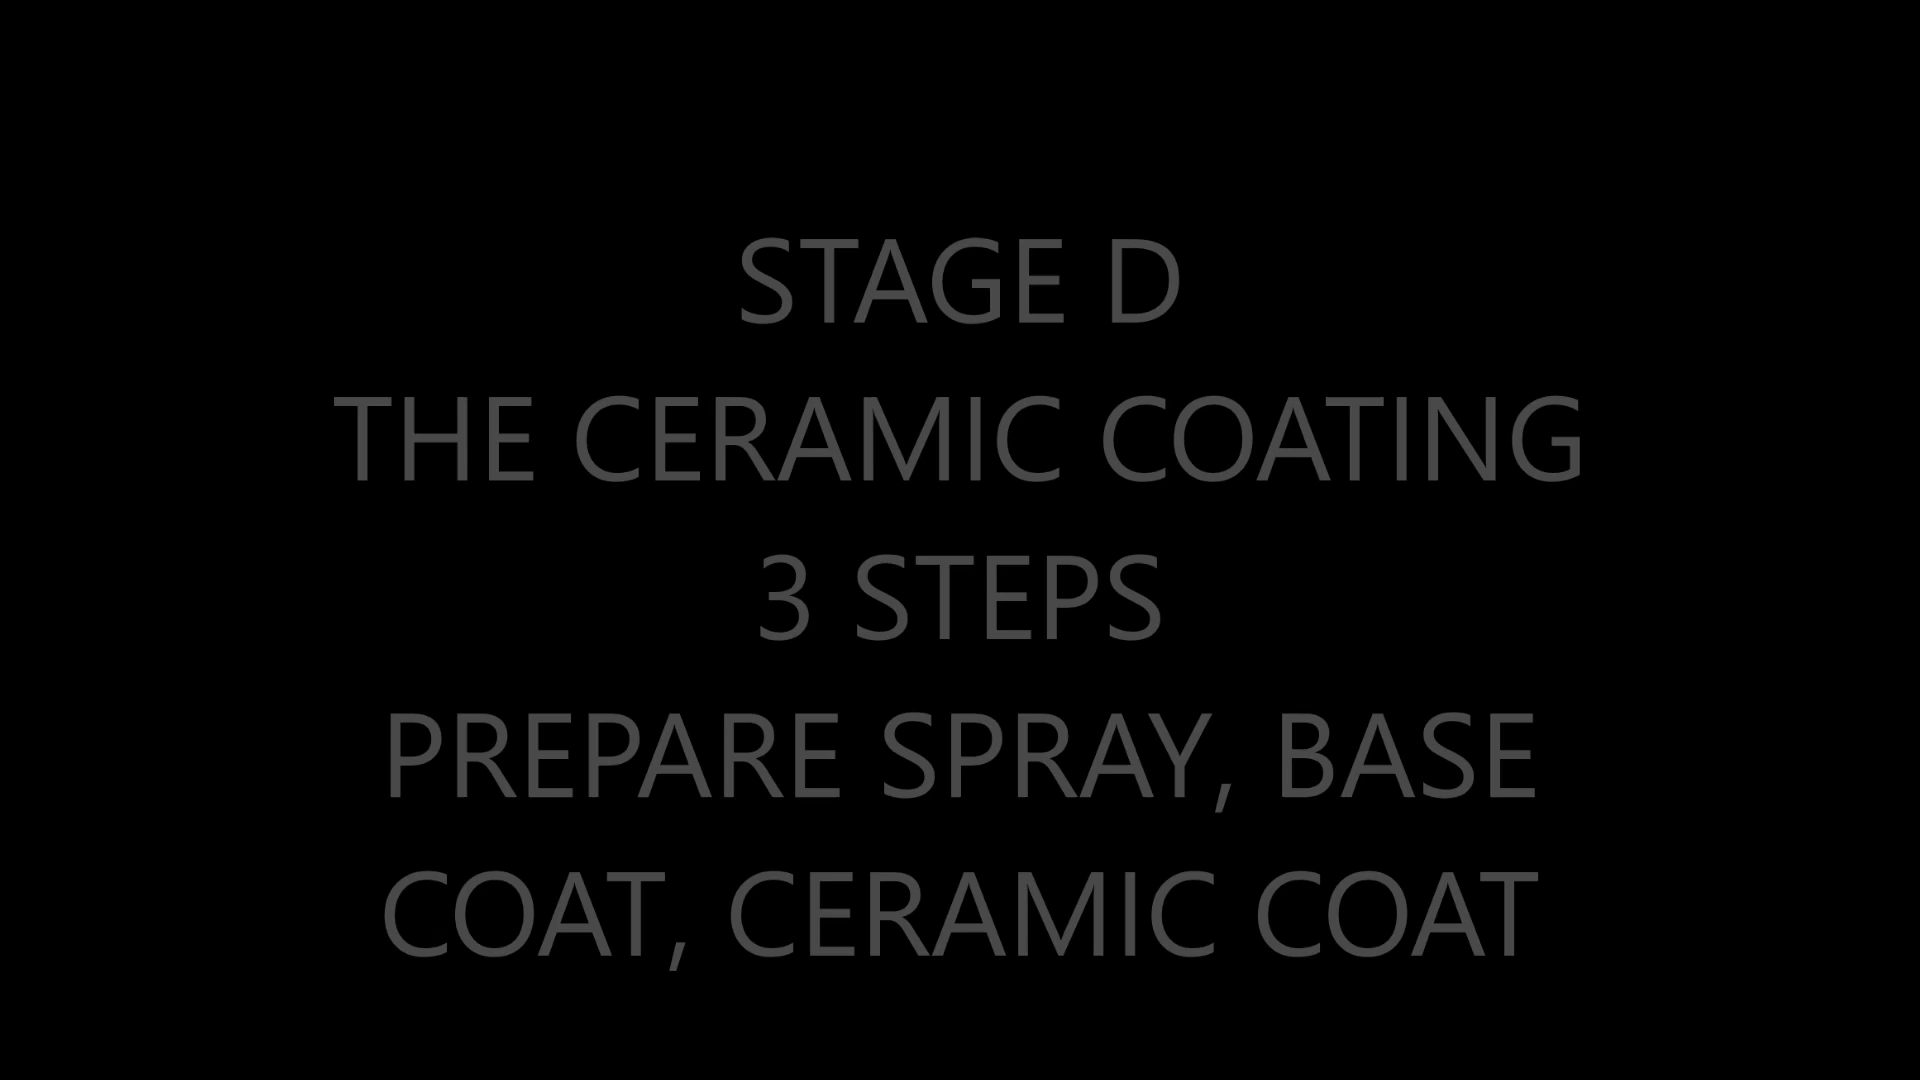 STAGE D
THE CERAMIC COATING
3 STEPS
PREPARE SPRAY, BASE
COAT, CERAMIC COAT